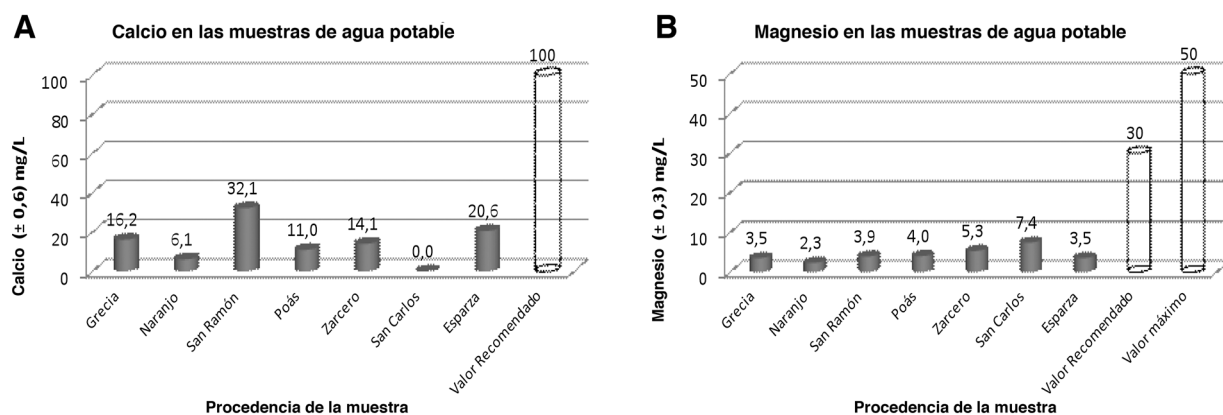 A
Calcio en las muestras de agua potable
Calcio (± 0,6) mg/L
100
80
60
40
20
0
16,2
6,1
32,1
11,0
14,1
0,0
20,6
100
Grecia
Naranjo
San Ramón
Poás
Zarcero
San Carlos
Esparza
Valor Recomendado
Procedencia de la muestra
B
Magnesio en las muestras de agua potable
Magnesio (± 0,3) mg/L
50
40
30
20
10
0
3,5
2,3
3,9
4,0
5,3
7,4
3,5
30
50
Grecia
Naranjo
San Ramón
Poás
Zarcero
San Carlos
Esparza
Valor Recomendado
Valor máximo
Procedencia de la muestra